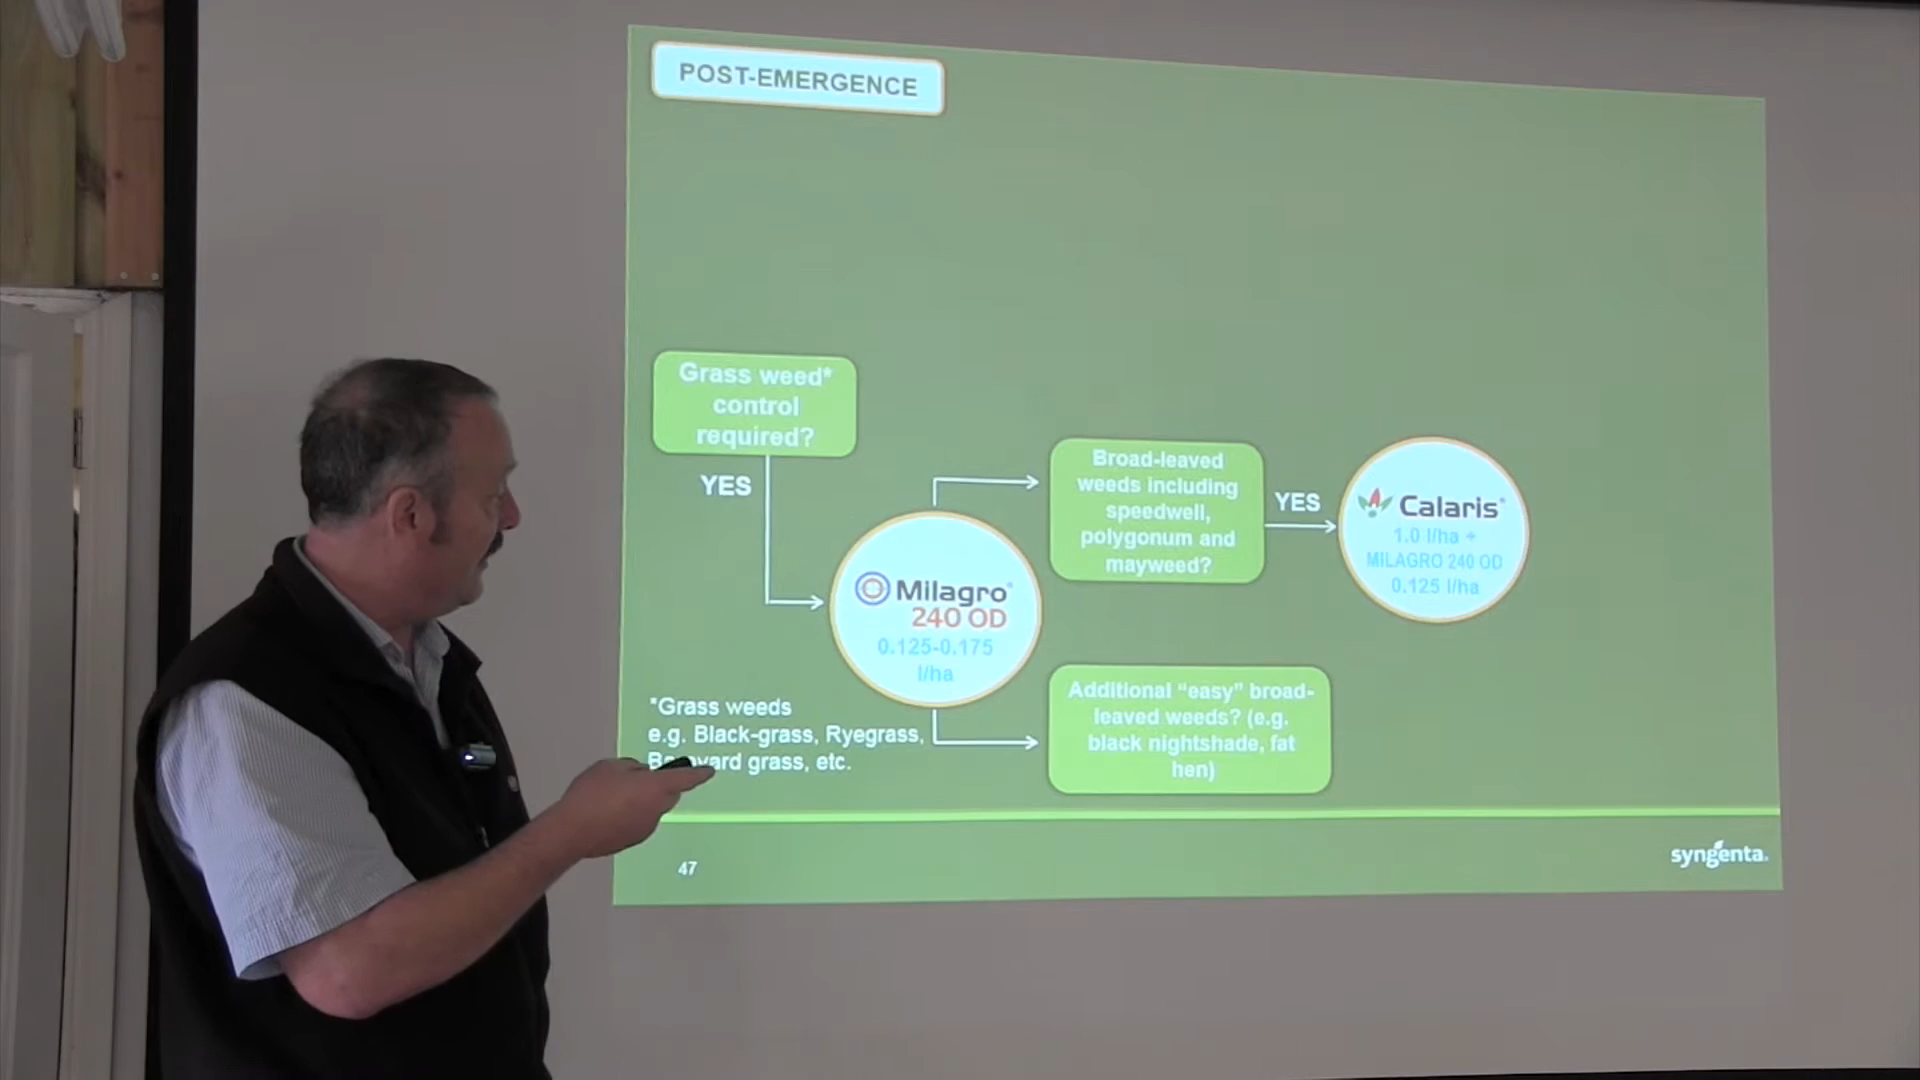 POST-EMERGENCE
Grass weed*
control
required?
YES
Milagro®
240 OD
0.125-0.175
l/ha
Broad-leaved
weeds including
speedwell,
polygonum and
mayweed?
YES
Calaris®
1.0 l/ha +
MILAGRO 240 OD
0.125 l/ha
Additional “easy” broad-
leaved weeds? (e.g.
black nightshade, fat
hen)
*Grass weeds
e.g. Black-grass, Ryegrass,
grass, etc.
47
syngenta.